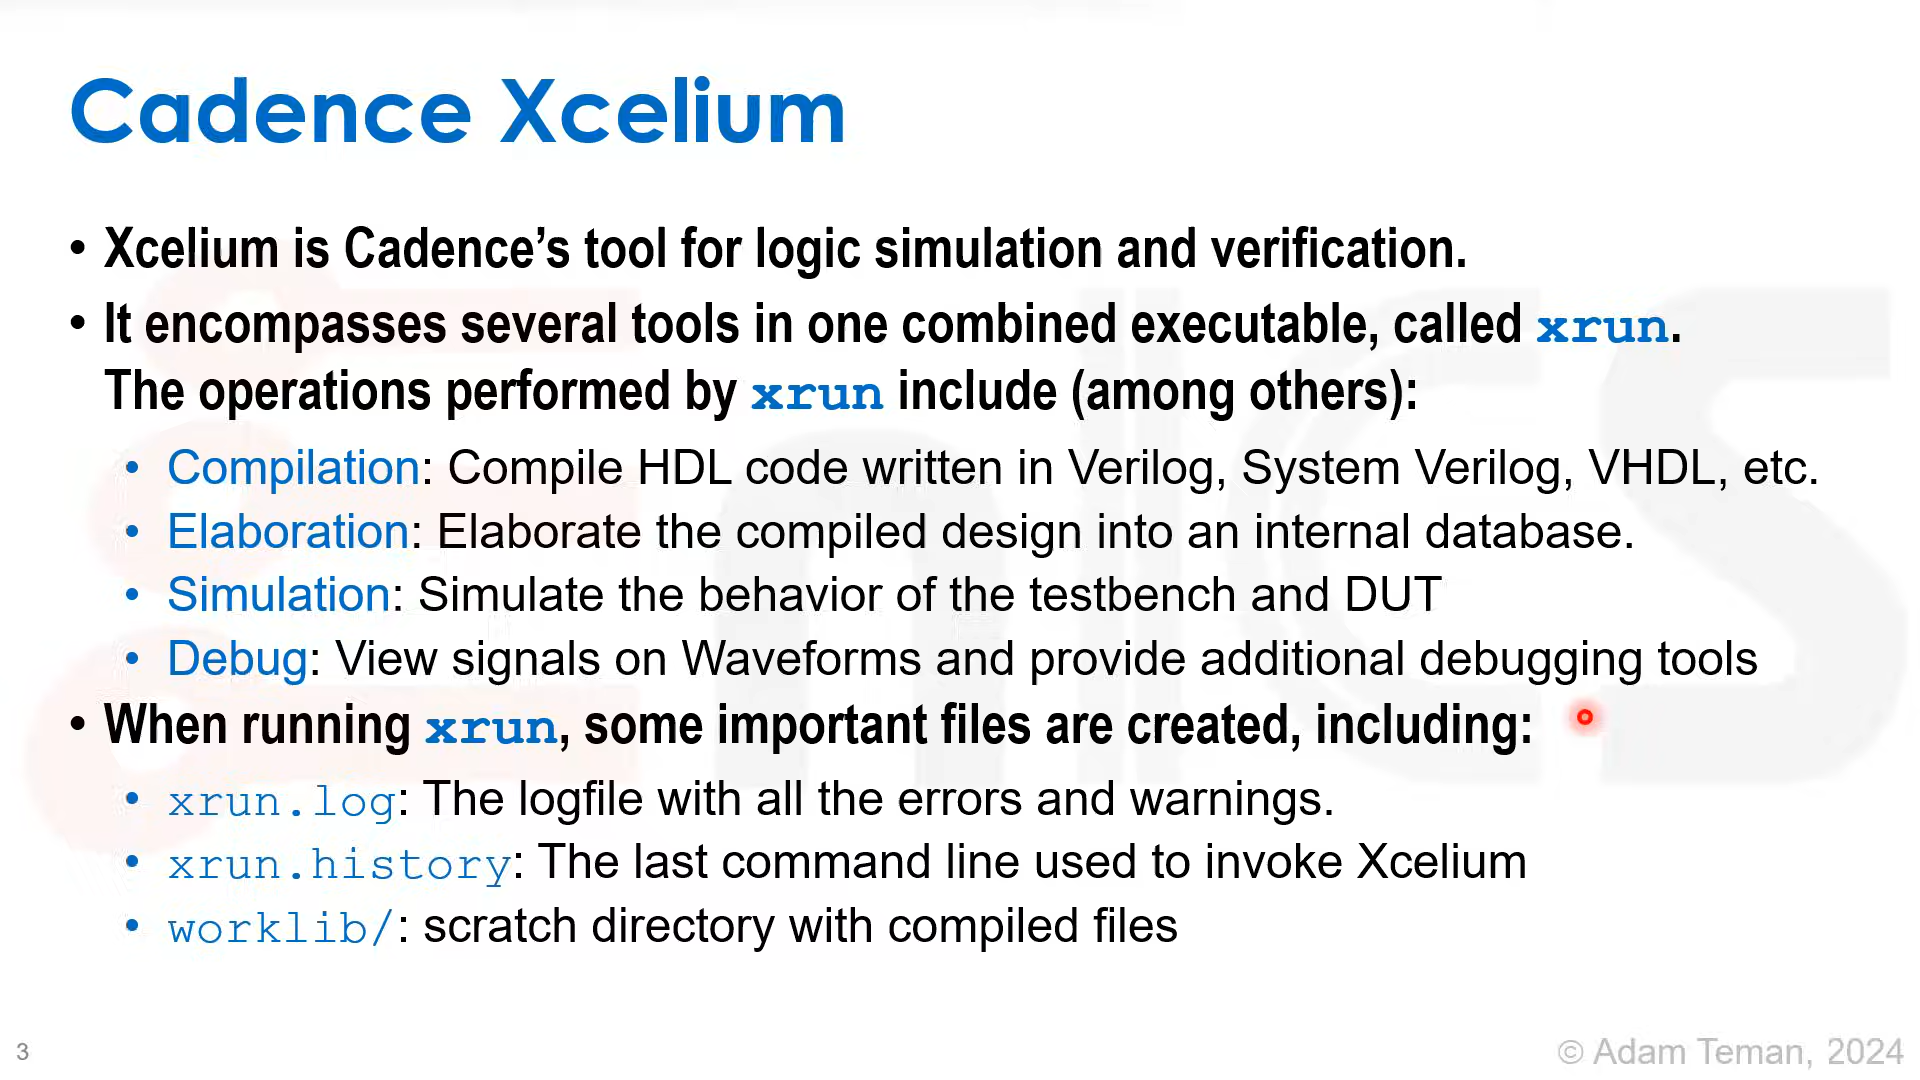 Cadence Xcelium
• Xcelium is Cadence’s tool for logic simulation and verification.
• It encompasses several tools in one combined executable, called xrun.
The operations performed by xrun include (among others):
• Compilation: Compile HDL code written in Verilog, System Verilog, VHDL, etc.
• Elaboration: Elaborate the compiled design into an internal database.
• Simulation: Simulate the behavior of the testbench and DUT
• Debug: View signals on Waveforms and provide additional debugging tools
• When running xrun, some important files are created, including:
• xrun.log: The logfile with all the errors and warnings.
• xrun.history: The last command line used to invoke Xcelium
• worklib/: scratch directory with compiled files
3
© Adam Teman, 2024